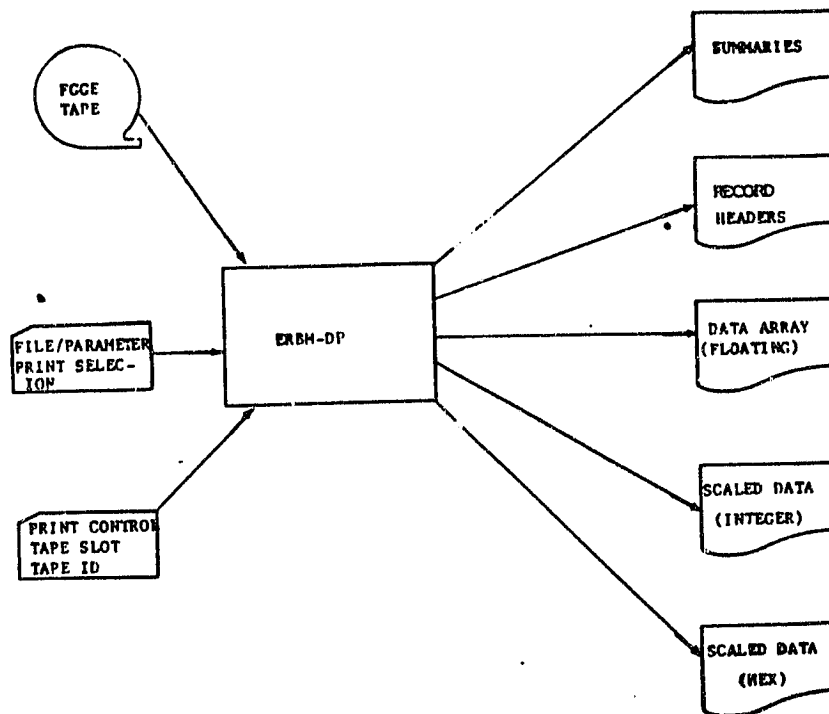 FGGE
TAPE
FILE/PARAMETER
PRINT SELEC-
ION
PRINT CONTROL
TAPE SLOT
TAPE ID
ERBM-DP
SUMMARIES
RECORD
HEADERS
DATA ARRAY
(FLOATING)
SCALED DATA
(INTEGER)
SCALED DATA
(HEX)